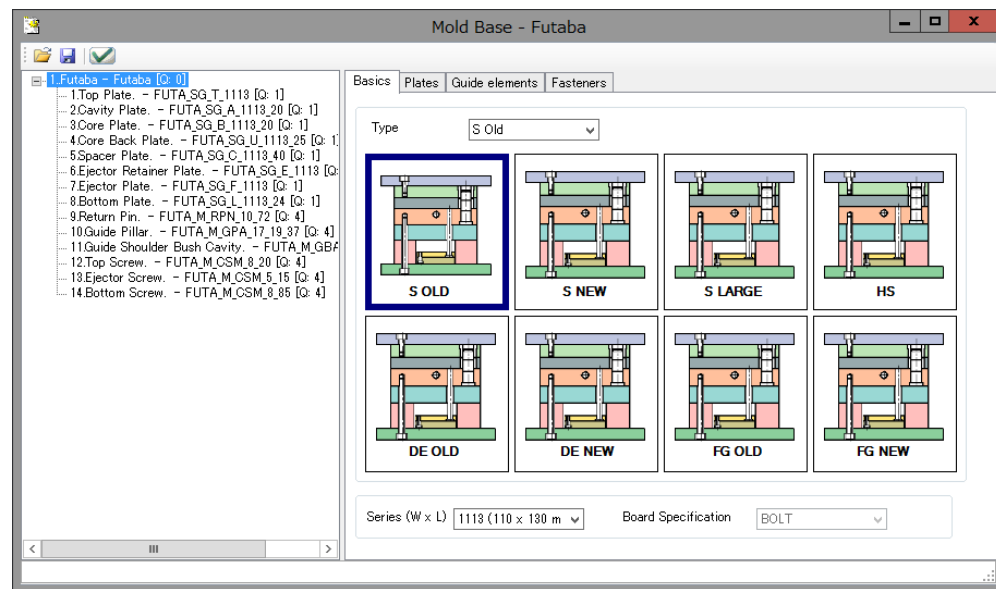 Mold Base - Futaba
1.Futaba - Futaba [Q: 0]
1.Top Plate. - FUTA_SG_T_1113 [Q: 1]
2.Cavity Plate. - FUTA_SG_A_1113_20 [Q: 1]
3.Core Plate. - FUTA_SG_B_1113_20 [Q: 1]
4.Core Back Plate. - FUTA_SG_U_1113_25 [Q: 1]
5.Spacer Plate. - FUTA_SG_C_1113_40 [Q: 1]
6.Ejector Retainer Plate. - FUTA_SG_E_1113 [Q:
7.Ejector Plate. - FUTA_SG_F_1113 [Q: 1]
8.Bottom Plate. - FUTA_SG_L_1113_24 [Q: 1]
9.Return Pin. - FUTA_M_RPN_10_72 [Q: 4]
10.Guide Pillar. - FUTA_M_GPA_17_19_37 [Q: 4]
11.Guide Shoulder Bush Cavity. - FUTA_M_GBA
12.Top Screw. - FUTA_M_CSM_8_20 [Q: 4]
13.Ejector Screw. - FUTA_M_CSM_5_15 [Q: 4]
14.Bottom Screw. - FUTA_M_CSM_8_85 [Q: 4]
Basics Plates Guide elements Fasteners
Type S Old
S OLD S NEW S LARGE HS
DE OLD DE NEW FG OLD FG NEW
Series (W x L) 1113 (110 x 130 m Board Specification BOLT